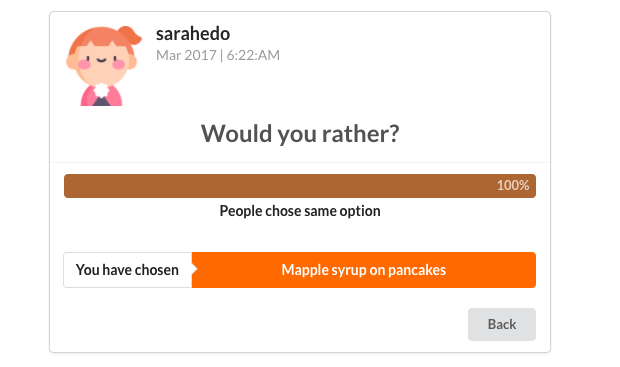 sarahedo
Mar 2017 | 6:22:AM
Would you rather?
100%
People chose same option
You have chosen
Mapple syrup on pancakes
Back